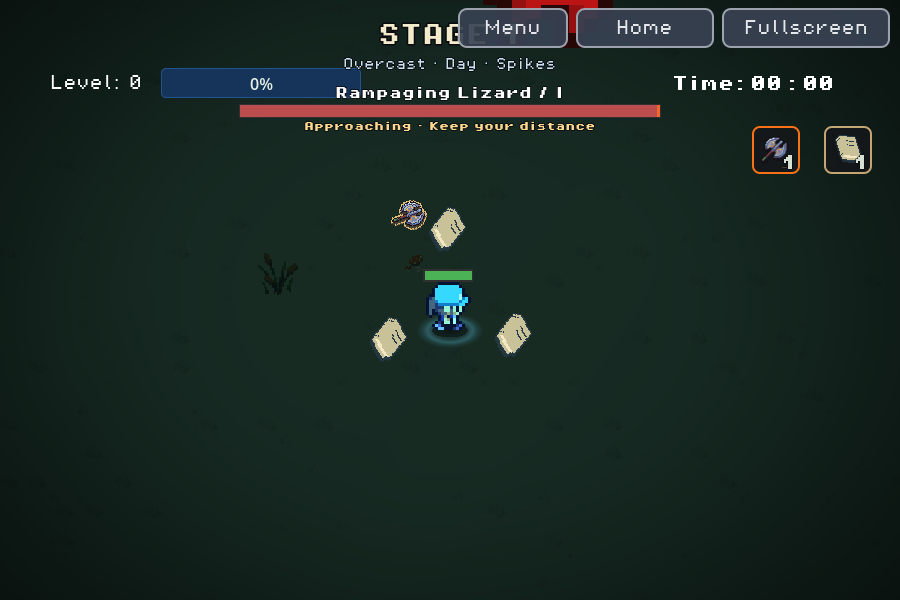 Menu
Home
Fullscreen
Overcast · Day · Spikes
Level: 0
0%
Time: 00:00
Rampaging Lizard / I
Approaching · Keep your distance
1
1